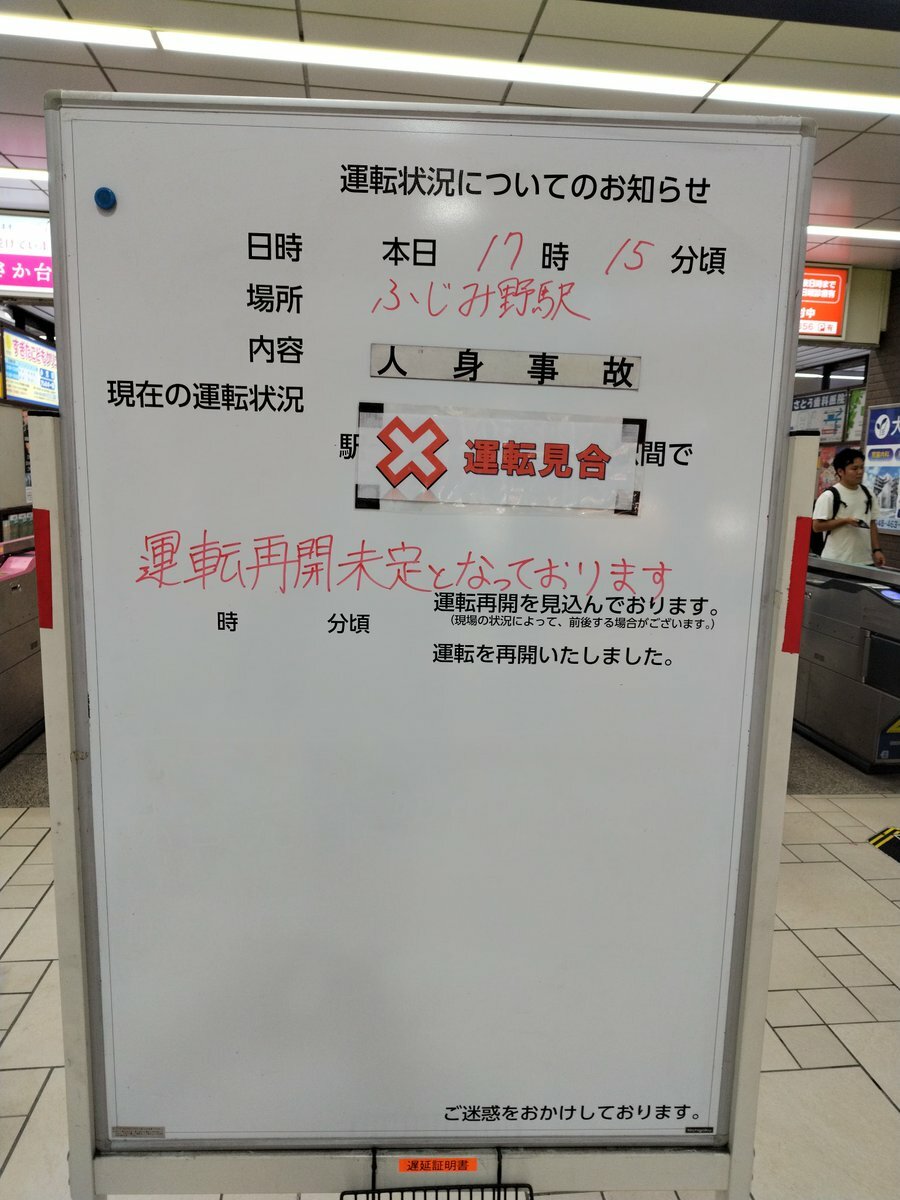 運転状況についてのお知らせ
日時 本日 17 時 15 分頃
場所 ふじみ野駅
内容 人身事故
現在の運転状況
駅 運転見合 間で
運転再開未定となっております
時 分頃 運転再開を見込んでおります。
(現場の状況によって、前後する場合がございます。)
運転を再開いたしました。
ご迷惑をおかけしております。
遅延証明書
さか台